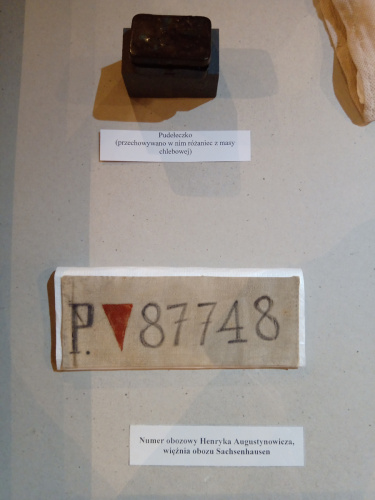 Pudełeczko
(przechowywano w nim różaniec z masy
chlebowej)
P. 87748
Numer obozowy Henryka Augustynowicza,
więźnia obozu Sachsenhausen